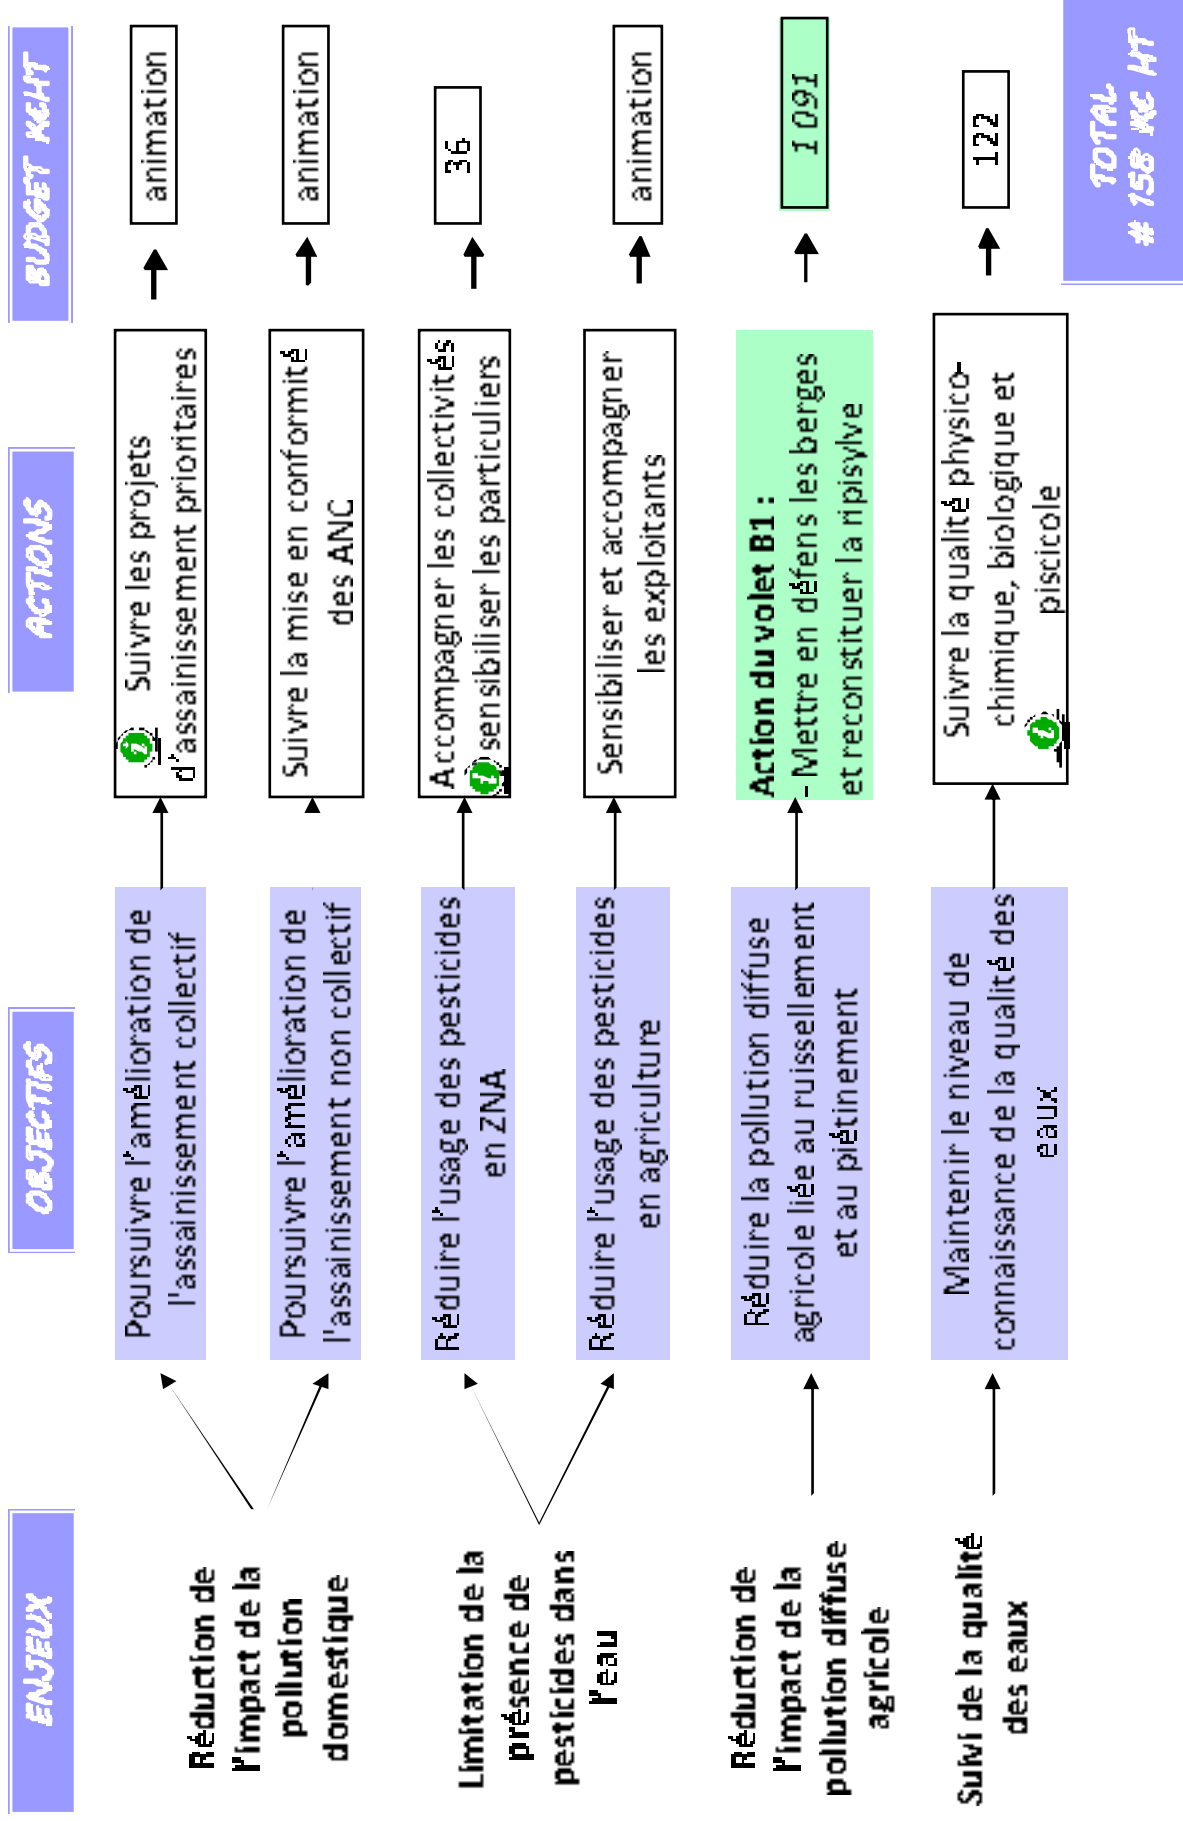 ENJEUX
OBJECTIFS
ACTIONS
BUDGET K€HT
Réduction de
l'impact de la
pollution
domestique
Poursuivre l'amélioration de
l'assainissement collectif
Suivre les projets
d'assainissement prioritaires
animation
Poursuivre l'amélioration de
l'assainissement non collectif
Suivre la mise en conformité
des ANC
animation
Limitation de la
présence de
pesticides dans
l'eau
Réduire l'usage des pesticides
en ZNA
Accompagner les collectivités
sensibiliser les particuliers
36
Réduire l'usage des pesticides
en agriculture
Sensibiliser et accompagner
les exploitants
animation
Réduction de
l'impact de la
pollution diffuse
agricole
Réduire la pollution diffuse
agricole liée au ruissellement
et au piétinement
Action du volet B1 :
- Mettre en défens les berges
et reconstituer la ripisylve
1 091
Suivi de la qualité
des eaux
Maintenir le niveau de
connaissance de la qualité des
eaux
Suivre la qualité physico-
chimique, biologique et
piscicole
122
TOTAL
# 158 K€ HT